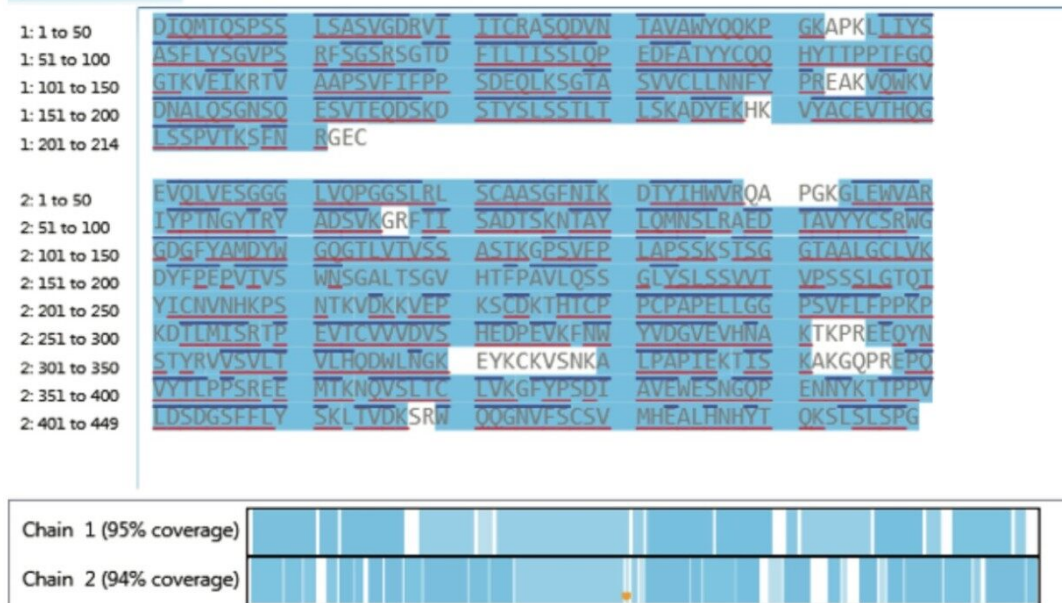 1: 1 to 50 DIQMTQSPSS LSASVGDRVT ITCRASQDVN TAVAWYQQKP GKAPKLLIYS
1: 51 to 100 ASFLYSGVPS RFSGSRSGTD FTLTISSLQP EDFATYYCQQ HYTTPPTFGQ
1: 101 to 150 GTKVEIKRTV AAPSVFIFPP SDEQLKSGTA SVVCLLNNFY PREAKVQWKV
1: 151 to 200 DNALQSGNSQ ESVTEQDSKD STYSLSSTLT LSKADYEKHK VYACEVTHQG
1: 201 to 214 LSSPVTKSFN RGEC
2: 1 to 50 EVQLVESGGG LVQPGGSLRL SCAASGFNIK DTYIHWVRQA PGKGLEWVAR
2: 51 to 100 IYPTNGYTRY ADSVKGRFTI SADTSKNTAY LQMNSLRAED TAVYYCSRWG
2: 101 to 150 GDGFYAMDYW GQGTLVTVSS ASTKGPSVFP LAPSSKSTSG GTAALGCLVK
2: 151 to 200 DYFPEPVTVS WNSGALTSGV HTFPAVLQSS GLYSLSSVVT VPSSSLGTQT
2: 201 to 250 YICNVNHKPS NTKVDKKVEP KSCDKTHTCP PCPAPELLGG PSVFLFPPKP
2: 251 to 300 KDTLMISRTP EVTCVVVDVS HEDPEVKFNW YVDGVEVHNA KTKPREEQYN
2: 301 to 350 STYRVVSVLT VLHQDWLNGK EYKCKVSNKA LPAPIEKTIS KAKGQPREPQ
2: 351 to 400 VYTLPPSREE MTKNQVSLTC LVKGFYPSDI AVEWESNGQP ENNYKTTPPV
2: 401 to 449 LDSDGSFFLY SKLTVDKSRW QQGNVFSCSV MHEALHNHYT QKSLSLSPG
Chain 1 (95% coverage)
Chain 2 (94% coverage)